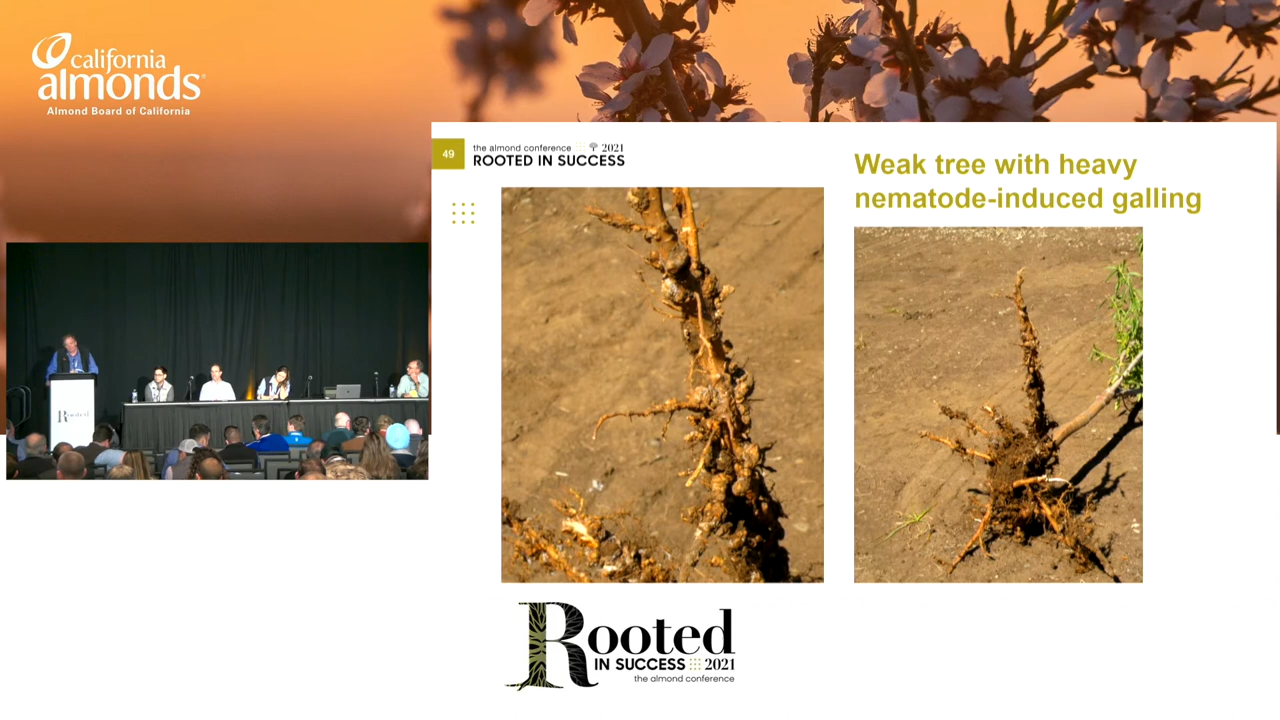 california
almonds
Almond Board of California
49
the almond conference 2021
ROOTED IN SUCCESS
Weak tree with heavy
nematode-induced galling
Rooted
Rooted
IN SUCCESS 2021
the almond conference